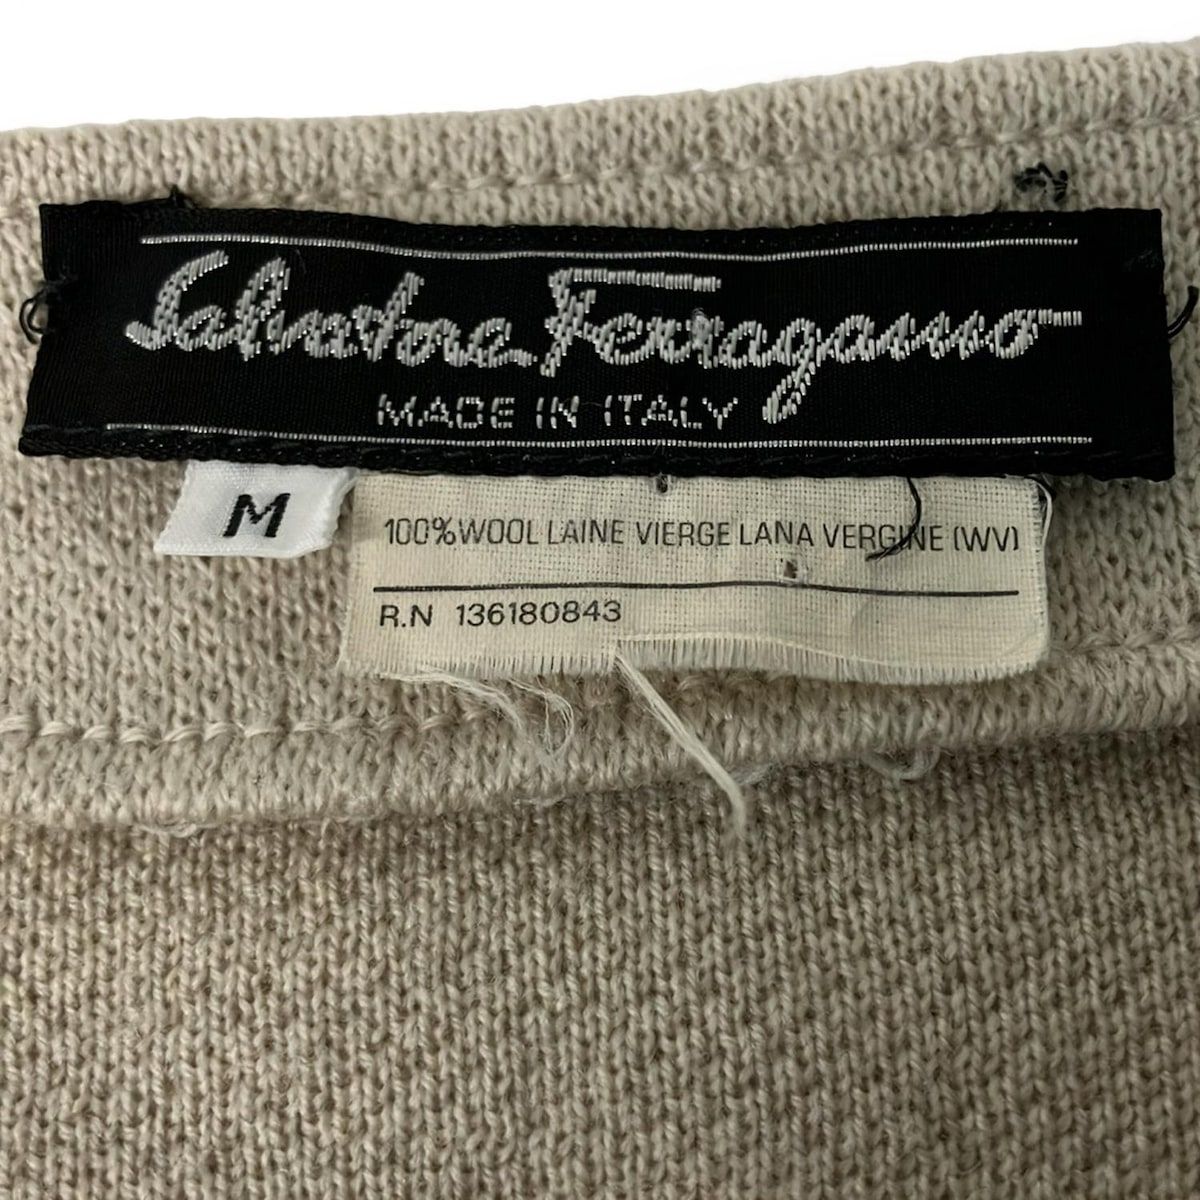 Salvatore Ferragamo
MADE IN ITALY
M
100% WOOL LAINE VIERGE LANA VERGINE (WV)
R.N 136180843